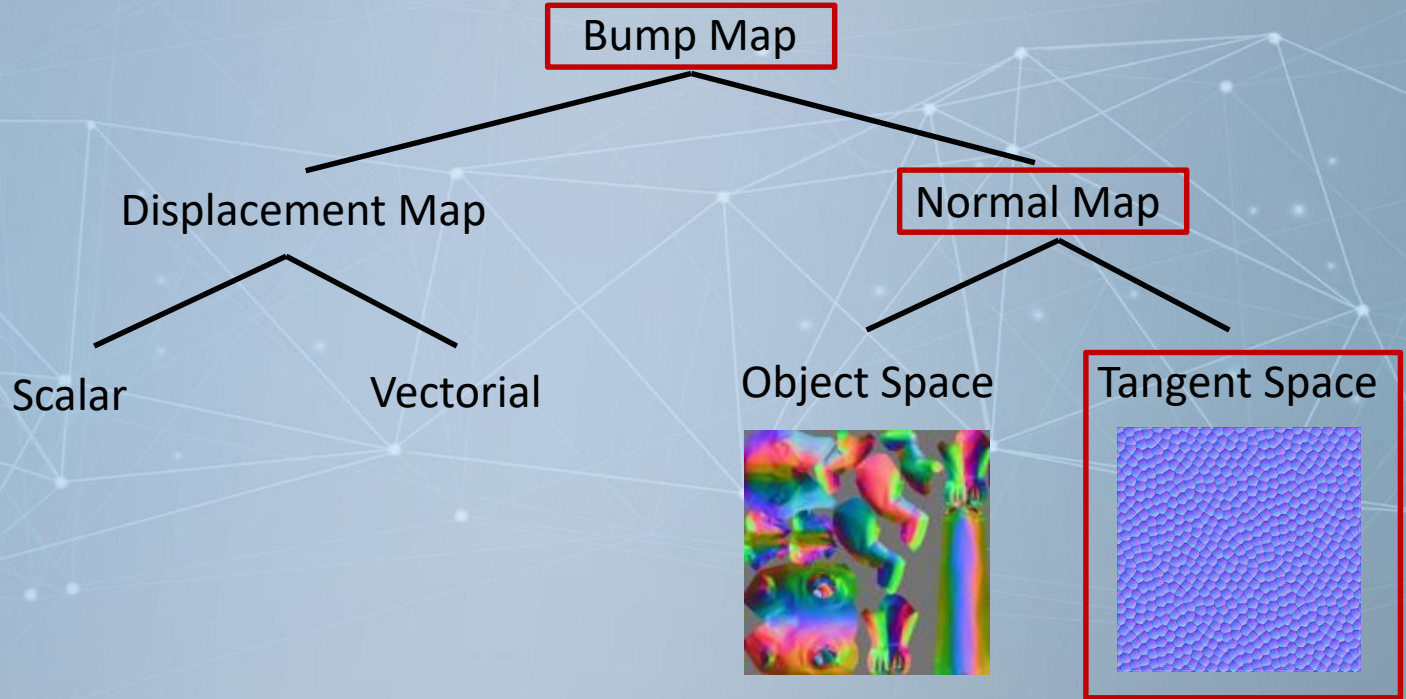 Bump Map
Displacement Map
Normal Map
Scalar
Vectorial
Object Space
Tangent Space